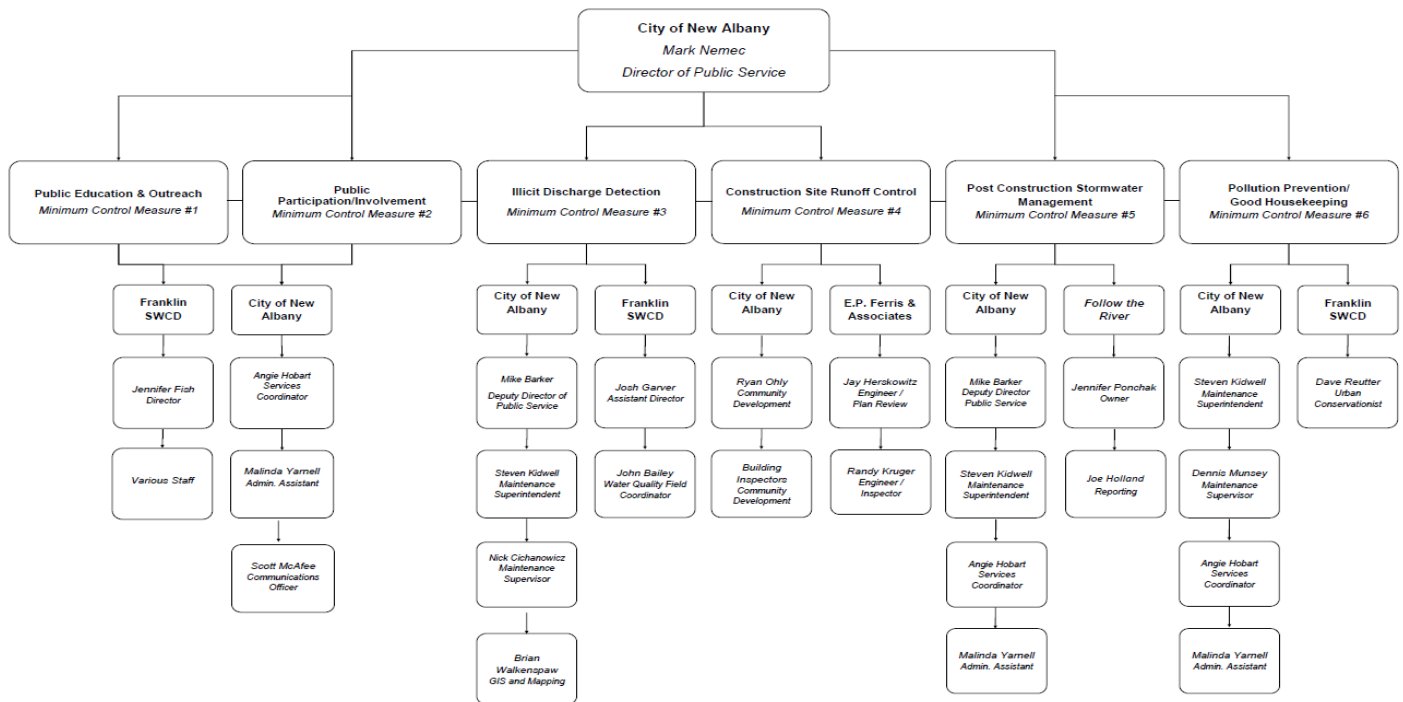 City of New Albany
Mark Nemec
Director of Public Service
Public Education & Outreach
Minimum Control Measure #1
Public
Participation/Involvement
Minimum Control Measure #2
Illicit Discharge Detection
Minimum Control Measure #3
Construction Site Runoff Control
Minimum Control Measure #4
Post Construction Stormwater
Management
Minimum Control Measure #5
Pollution Prevention/
Good Housekeeping
Minimum Control Measure #6
Franklin
SWCD
Jennifer Fish
Director
Various Staff
City of New
Albany
Angie Hobart
Services
Coordinator
Malinda Yarnell
Admin. Assistant
Scott McAfee
Communications
Officer
City of New
Albany
Mike Barker
Deputy Director of
Public Service
Steven Kidwell
Maintenance
Superintendent
Nick Cichanowicz
Maintenance
Supervisor
Brian
Walkenspaw
GIS and Mapping
Franklin
SWCD
Josh Garver
Assistant Director
John Bailey
Water Quality Field
Coordinator
City of New
Albany
Ryan Ohly
Community
Development
Building
Inspectors
Community
Development
E.P. Ferris &
Associates
Jay Herskowitz
Engineer /
Plan Review
Randy Kruger
Engineer /
Inspector
City of New
Albany
Mike Barker
Deputy Director
Public Service
Steven Kidwell
Maintenance
Superintendent
Angie Hobart
Services
Coordinator
Malinda Yarnell
Admin. Assistant
Follow the
River
Jennifer Ponchak
Owner
Joe Holland
Reporting
City of New
Albany
Steven Kidwell
Maintenance
Superintendent
Dennis Munsey
Maintenance
Supervisor
Angie Hobart
Services
Coordinator
Malinda Yarnell
Admin. Assistant
Franklin
SWCD
Dave Reutter
Urban
Conservationist